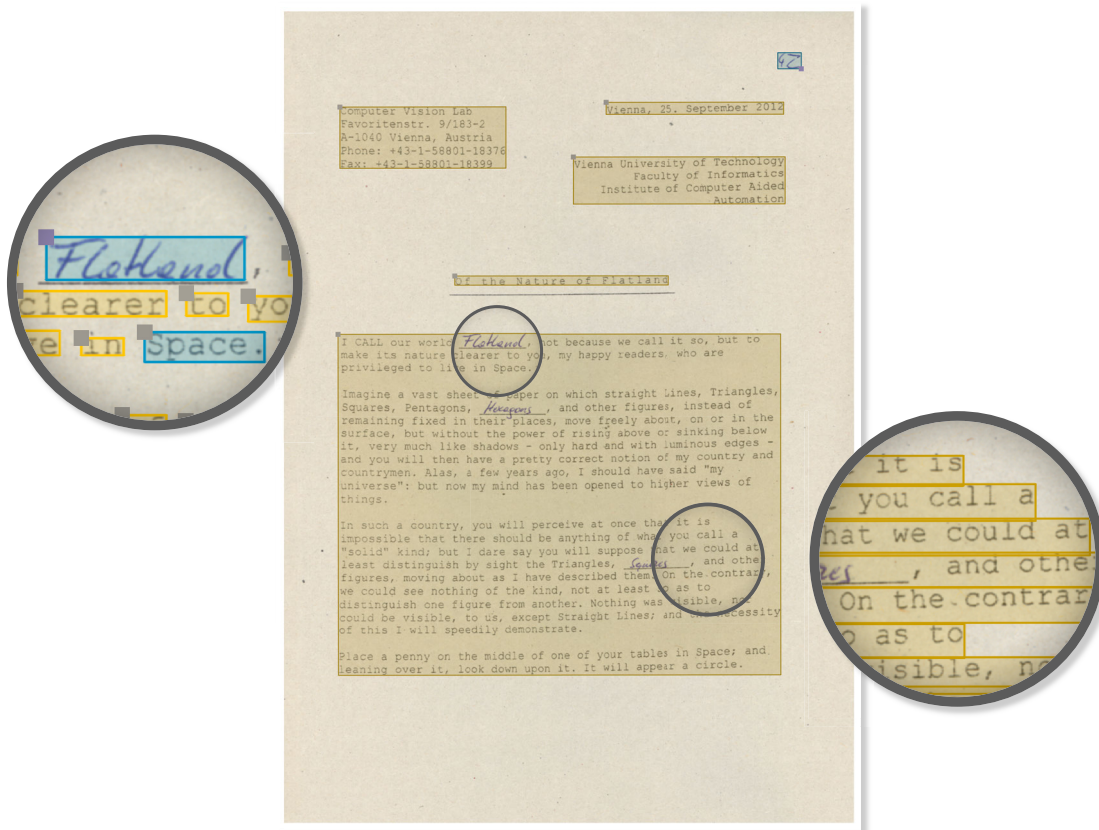 42
Computer Vision Lab
Favoritenstr. 9/183-2
A-1040 Vienna, Austria
Phone: +43-1-58801-18376
Fax: +43-1-58801-18399
Vienna, 25. September 2012
Vienna University of Technology
Faculty of Informatics
Institute of Computer Aided
Automation
Of the Nature of Flatland
I CALL our world Flatland, not because we call it so, but to
make its nature clearer to you, my happy readers. who are
privileged to live in Space.
Imagine a vast sheet of paper on which straight Lines, Triangles,
Squares, Pentagons, Hexagons, and other figures, instead of
remaining fixed in their places, move freely about, on or in the
surface, but without the power of rising above or sinking below
it, very much like shadows - only hard and with luminous edges -
and you will then have a pretty correct notion of my country and
countrymen. Alas, a few years ago, I should have said "my
universe": but now my mind has been opened to higher views of
things.
In such a country, you will perceive at once that it is
impossible that there should be anything of what you call a
"solid" kind; but I dare say you will suppose that we could at
least distinguish by sight the Triangles, Squares, and othe
figures, moving about as I have described them. On the contrary,
we could see nothing of the kind, not at least so as to
distinguish one figure from another. Nothing was visible, nor
could be visible, to us, except Straight Lines; and the necessity
of this I will speedily demonstrate.
Place a penny on the middle of one of your tables in Space; and
leaning over it, look down upon it. It will appear a circle.
Flatland,
clearer to yo
ve in Space.
it is
you call a
hat we could at
res, and othe
On the contrar
o as to
isible, no